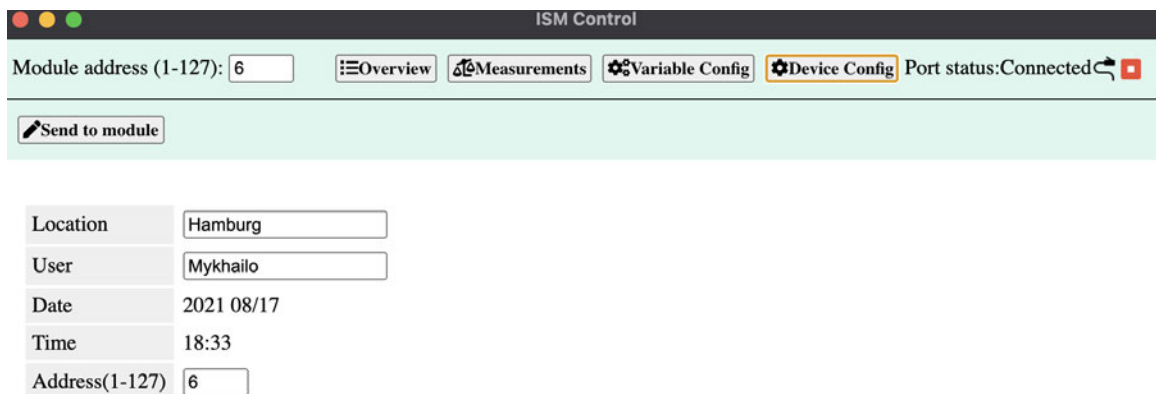 ISM Control
Module address (1-127): 6 Overview Measurements Variable Config Device Config Port status:Connected
Send to module
Location Hamburg
User Mykhailo
Date 2021 08/17
Time 18:33
Address(1-127) 6